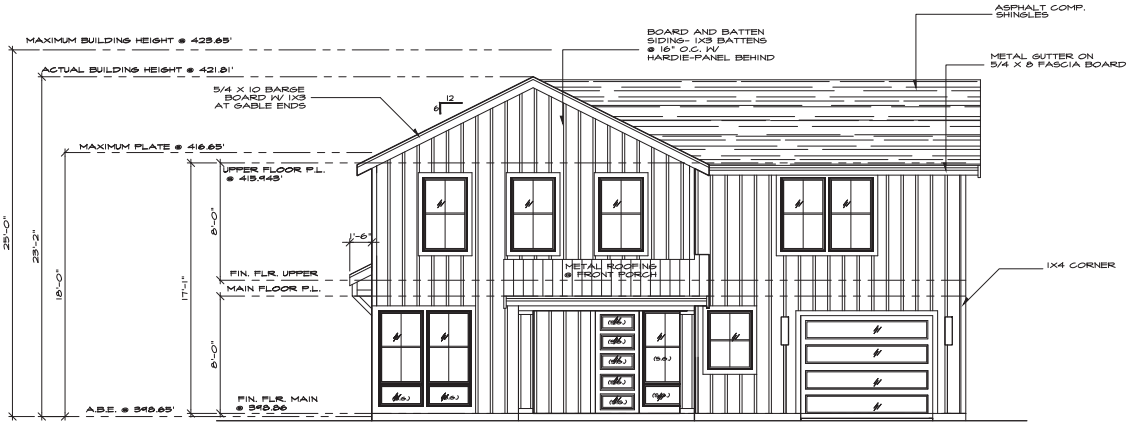 ASPHALT COMP.
SHINGLES
MAXIMUM BUILDING HEIGHT @ 423.65'
BOARD AND BATTEN
SIDING- 1X3 BATTENS
@ 16" O.C. W/
HARDIE-PANEL BEHIND
METAL GUTTER ON
5/4 X 8 FASCIA BOARD
ACTUAL BUILDING HEIGHT @ 421.81'
5/4 X 10 BARGE
BOARD W/ 1X3
AT GABLE ENDS
12
6
MAXIMUM PLATE @ 416.65'
UPPER FLOOR P.L.
@ 415.943'
25'-0"
23'-2"
18'-0"
17'-1"
8'-0"
1'-6"
FIN. FLR. UPPER
MAIN FLOOR P.L.
METAL ROOFING
@ FRONT PORCH
1X4 CORNER
8'-0"
(S.G.)
(S.G.)
(S.G.)
(S.G.)
(S.G.)
(S.G.)
(S.G.)
(S.G.)
(S.G.)
A.B.E. @ 398.65'
FIN. FLR. MAIN
@ 398.86